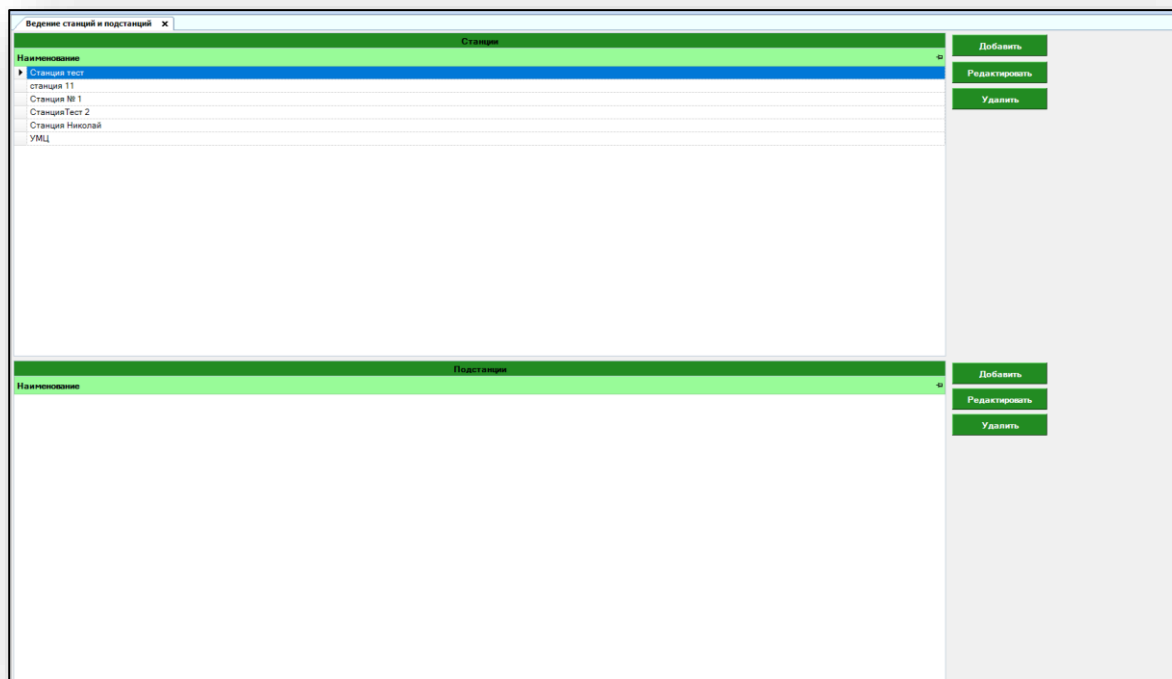 Ведение станций и подстанций X
Станции
Наименование
Станция тест
станция 11
Станция № 1
СтанцияТест 2
Станция Николай
УМЦ
Добавить
Редактировать
Удалить
Подстанции
Наименование
Добавить
Редактировать
Удалить